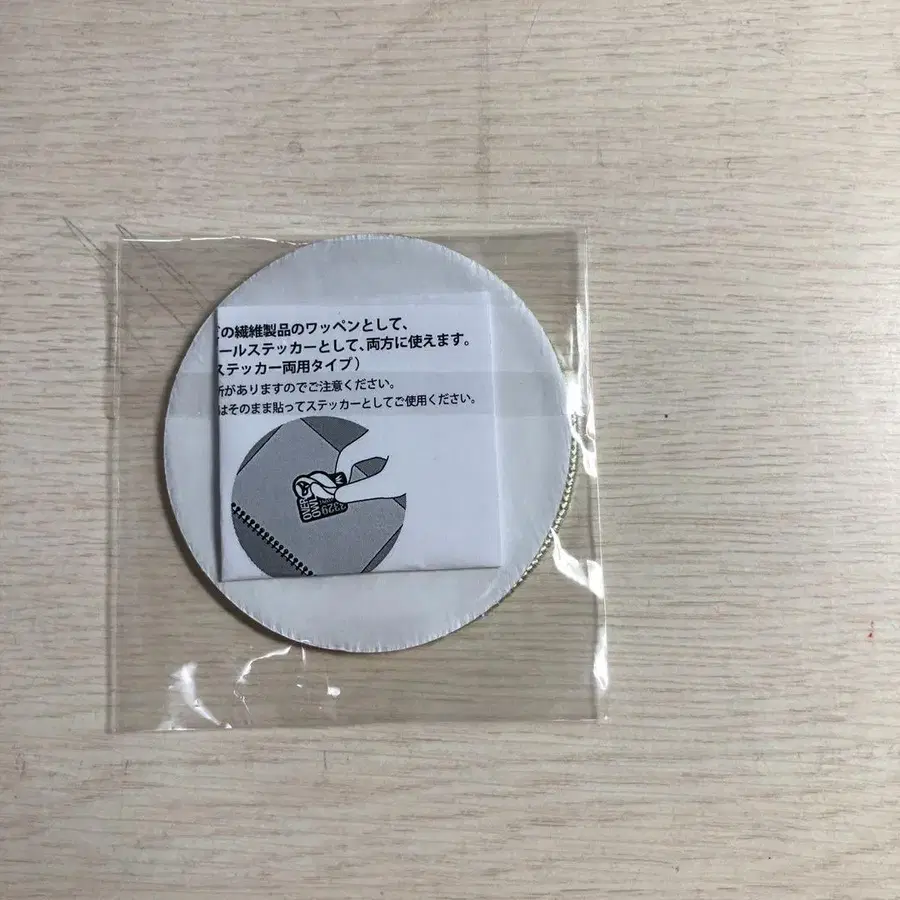 の繊維製品のワッペンとして、
ールステッカーとして、両方に使えます。
ステッカー両用タイプ）
所がありますのでご注意ください。
はそのまま貼ってステッカーとしてご使用ください。
OVER
OWL
2329